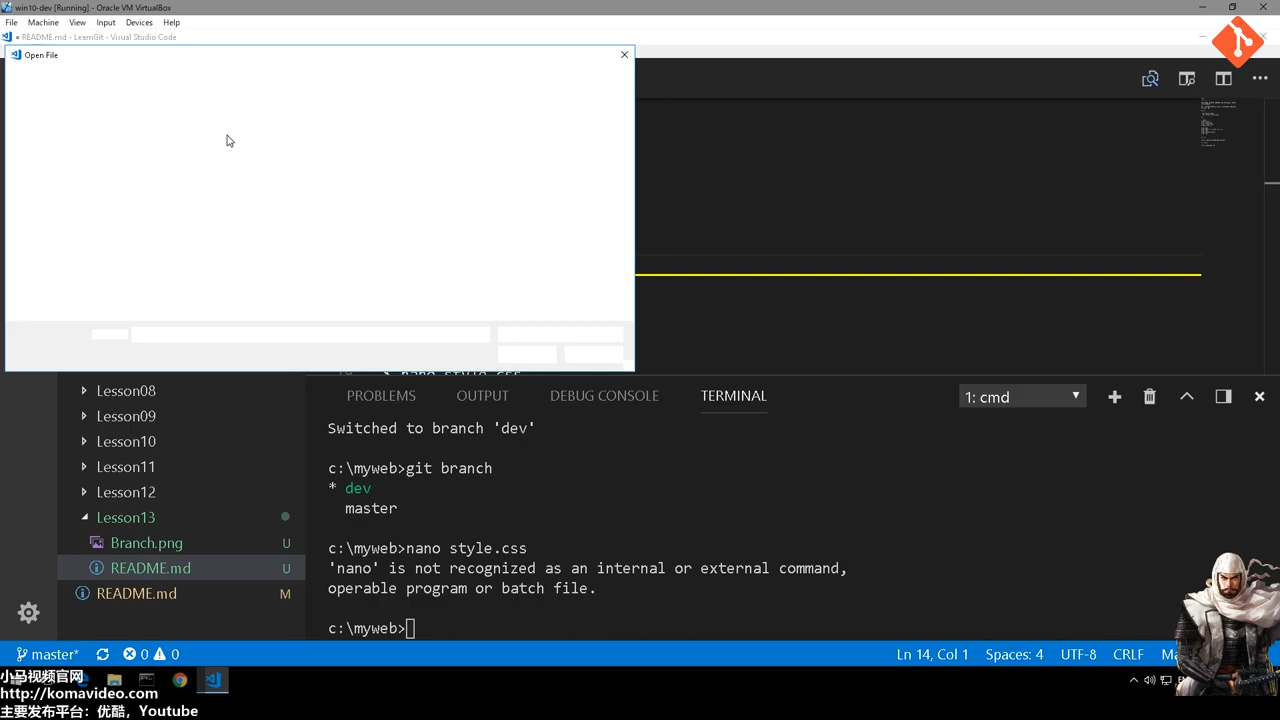 win10-dev [Running] - Oracle VM VirtualBox
File Machine View Input Devices Help
● README.md - LearnGit - Visual Studio Code
Open File
nano style.css
Lesson08
Lesson09
Lesson10
Lesson11
Lesson12
Lesson13
Branch.png U
README.md U
README.md M
PROBLEMS OUTPUT DEBUG CONSOLE TERMINAL
1: cmd
Switched to branch 'dev'
c:\myweb>git branch
* dev
master
c:\myweb>nano style.css
'nano' is not recognized as an internal or external command,
operable program or batch file.
c:\myweb>
master* 0 0
Ln 14, Col 1 Spaces: 4 UTF-8 CRLF
小马视频官网
http://komavideo.com
主要发布平台：优酷，Youtube